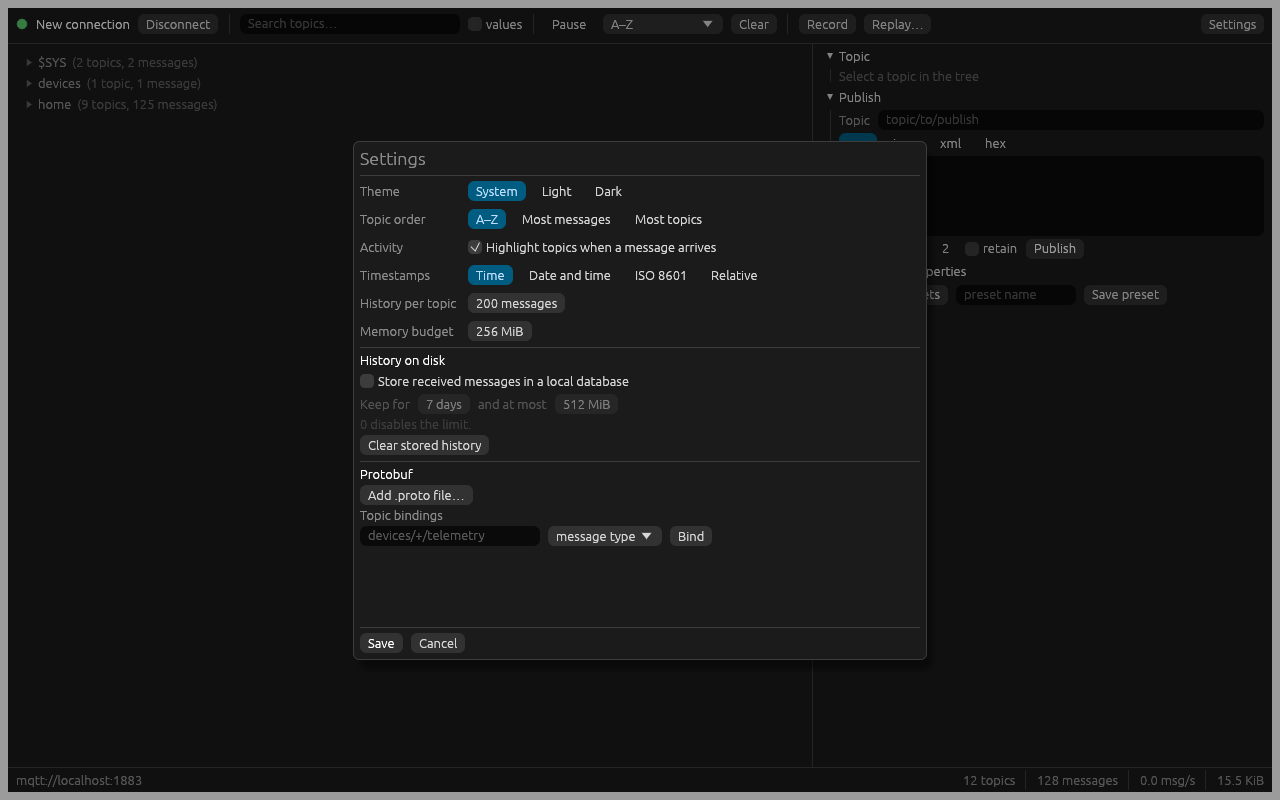 New connection Disconnect Search topics… values Pause A–Z Clear Record Replay… Settings
$SYS (2 topics, 2 messages)
devices (1 topic, 1 message)
home (9 topics, 125 messages)
Topic
Select a topic in the tree
Publish
Topic topic/to/publish
xml hex
2 retain Publish
preset name Save preset
Settings
Theme System Light Dark
Topic order A–Z Most messages Most topics
Activity Highlight topics when a message arrives
Timestamps Time Date and time ISO 8601 Relative
History per topic 200 messages
Memory budget 256 MiB
History on disk
Store received messages in a local database
Keep for 7 days and at most 512 MiB
0 disables the limit.
Clear stored history
Protobuf
Add .proto file…
Topic bindings
devices/+/telemetry message type Bind
Save Cancel
mqtt://localhost:1883 12 topics 128 messages 0.0 msg/s 15.5 KiB